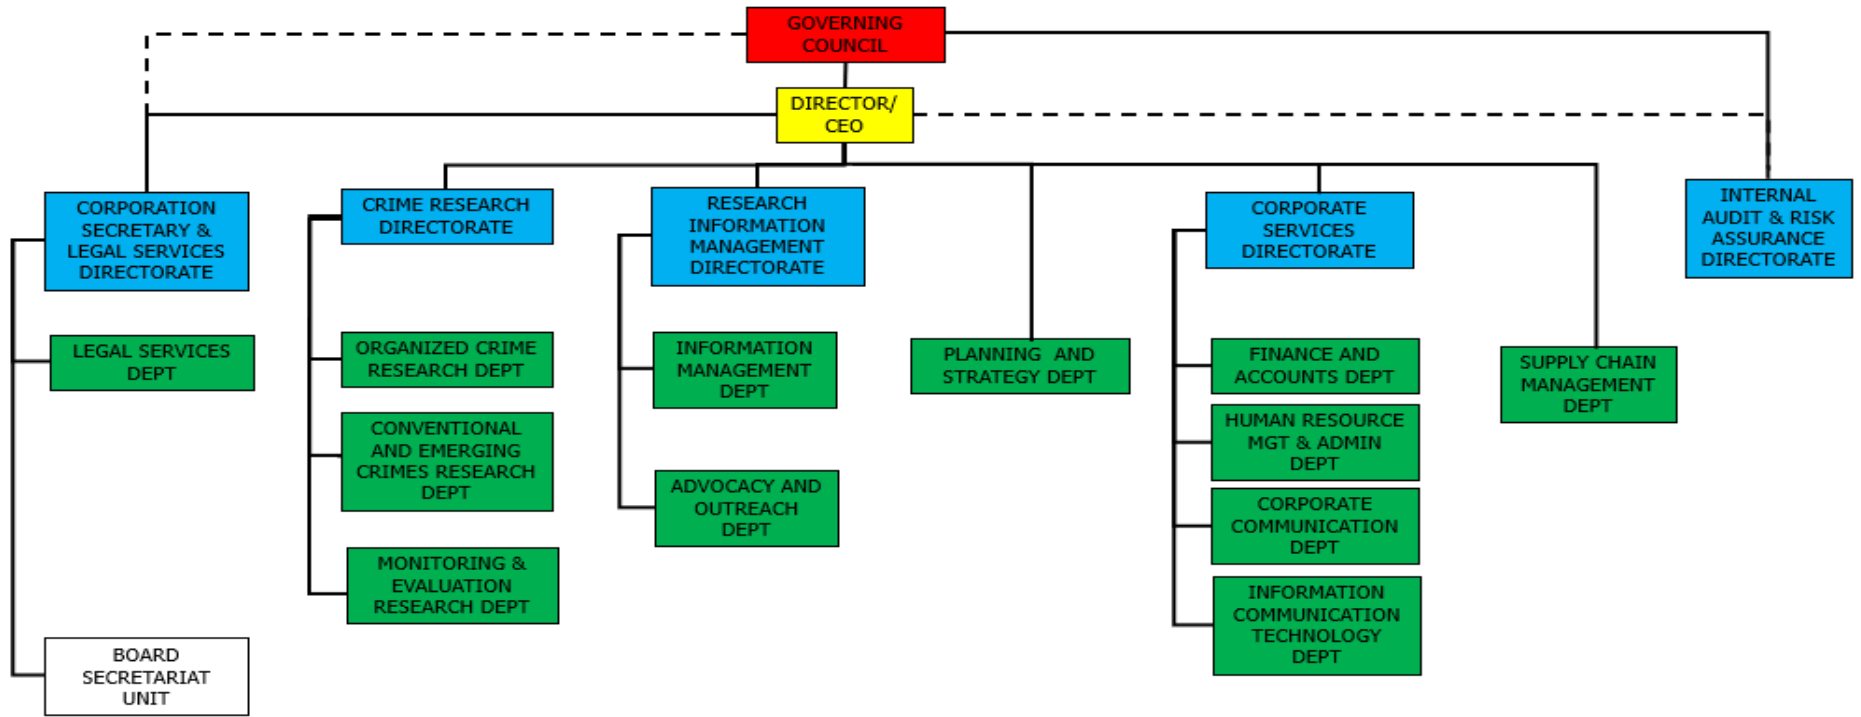 GOVERNING
COUNCIL
DIRECTOR/
CEO
CORPORATION
SECRETARY &
LEGAL SERVICES
DIRECTORATE
CRIME RESEARCH
DIRECTORATE
RESEARCH
INFORMATION
MANAGEMENT
DIRECTORATE
CORPORATE
SERVICES
DIRECTORATE
INTERNAL
AUDIT & RISK
ASSURANCE
DIRECTORATE
LEGAL SERVICES
DEPT
ORGANIZED CRIME
RESEARCH DEPT
INFORMATION
MANAGEMENT
DEPT
PLANNING AND
STRATEGY DEPT
FINANCE AND
ACCOUNTS DEPT
SUPPLY CHAIN
MANAGEMENT
DEPT
CONVENTIONAL
AND EMERGING
CRIMES RESEARCH
DEPT
HUMAN RESOURCE
MGT & ADMIN
DEPT
ADVOCACY AND
OUTREACH
DEPT
CORPORATE
COMMUNICATION
DEPT
MONITORING &
EVALUATION
RESEARCH DEPT
INFORMATION
COMMUNICATION
TECHNOLOGY
DEPT
BOARD
SECRETARIAT
UNIT